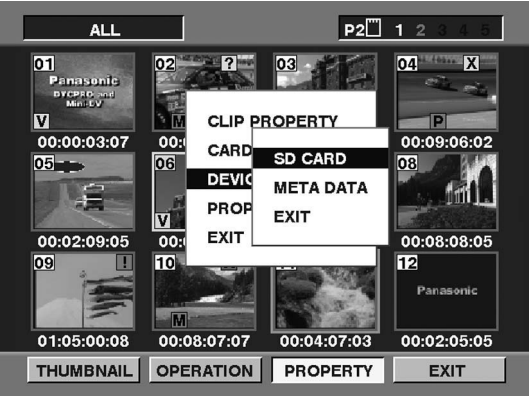 ALL
P2 1 2 3 4 5
01
Panasonic
DVCPRO and
Mini-DV
V
00:00:03:07
02
?
M
03
04
X
P
00:09:06:02
CLIP PROPERTY
SD CARD
META DATA
EXIT
EXIT
05
00:02:09:05
06
V
08
00:08:08:05
09
!
01:05:00:08
10
M
00:08:07:07
00:04:07:03
12
Panasonic
00:02:05:05
THUMBNAIL
OPERATION
PROPERTY
EXIT